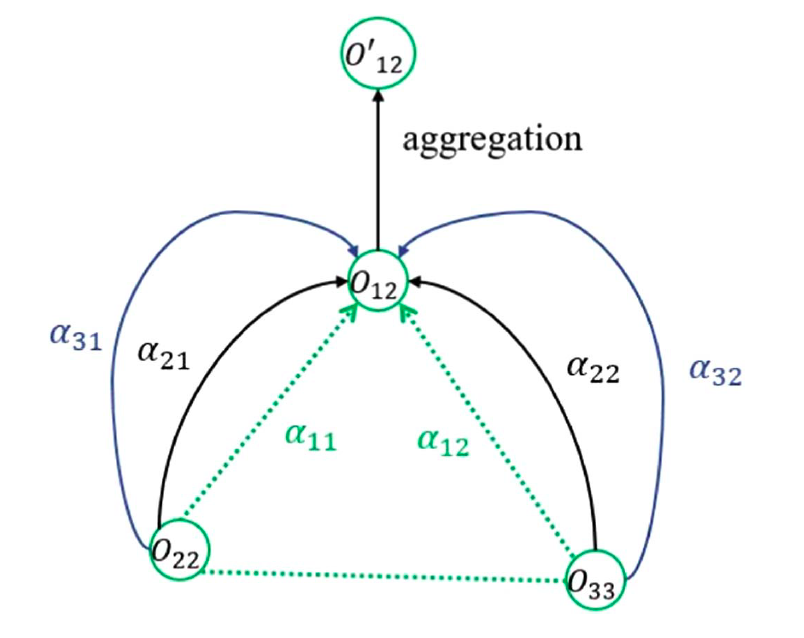 O'₁₂
aggregation
O₁₂
α₃₁
α₂₁
α₂₂
α₃₂
α₁₁
α₁₂
O₂₂
O₃₃